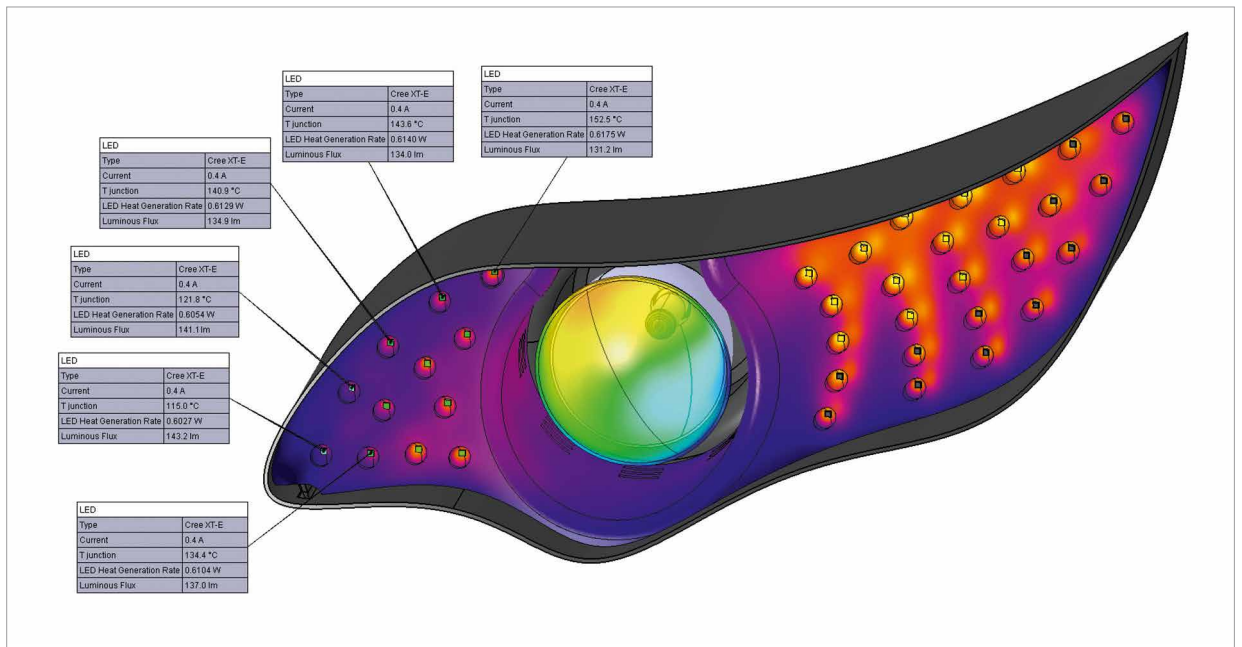 LED
Type Cree XT-E
Current 0.4 A
T junction 143.6 °C
LED Heat Generation Rate 0.6140 W
Luminous Flux 134.0 lm
LED
Type Cree XT-E
Current 0.4 A
T junction 152.5 °C
LED Heat Generation Rate 0.6175 W
Luminous Flux 131.2 lm
LED
Type Cree XT-E
Current 0.4 A
T junction 140.9 °C
LED Heat Generation Rate 0.6129 W
Luminous Flux 134.9 lm
LED
Type Cree XT-E
Current 0.4 A
T junction 121.8 °C
LED Heat Generation Rate 0.6054 W
Luminous Flux 141.1 lm
LED
Type Cree XT-E
Current 0.4 A
T junction 115.0 °C
LED Heat Generation Rate 0.6027 W
Luminous Flux 143.2 lm
LED
Type Cree XT-E
Current 0.4 A
T junction 134.4 °C
LED Heat Generation Rate 0.6104 W
Luminous Flux 137.0 lm